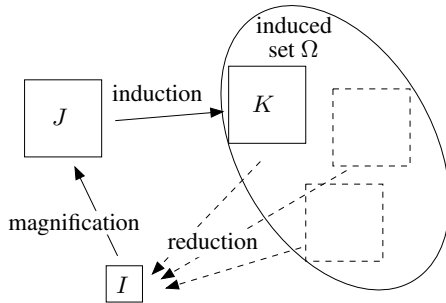 induced
set Ω
induction
J
K
magnification
reduction
I